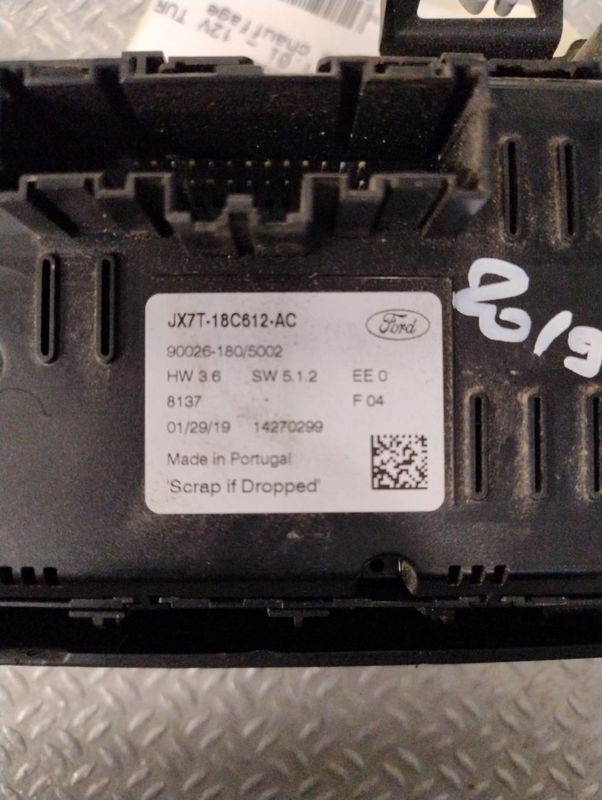 12V TUR
chauffage
JX7T-18C612-AC
Ford
90026-180/5002
HW 3.6 SW 5.1.2 EE 0
8137 F 04
01/29/19 14270299
Made in Portugal
'Scrap if Dropped'
2019